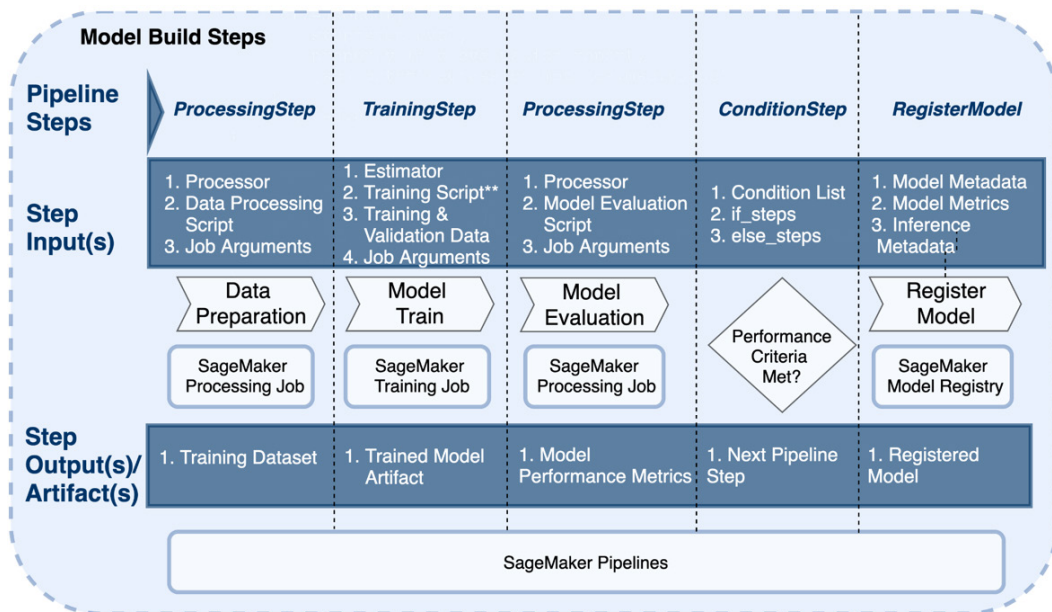 Model Build Steps
Pipeline
Steps
ProcessingStep
TrainingStep
ProcessingStep
ConditionStep
RegisterModel
Step
Input(s)
1. Processor
2. Data Processing
Script
3. Job Arguments
1. Estimator
2. Training Script**
3. Training &
Validation Data
4. Job Arguments
1. Processor
2. Model Evaluation
Script
3. Job Arguments
1. Condition List
2. if_steps
3. else_steps
1. Model Metadata
2. Model Metrics
3. Inference
Metadata
Data
Preparation
Model
Train
Model
Evaluation
Performance
Criteria
Met?
Register
Model
SageMaker
Processing Job
SageMaker
Training Job
SageMaker
Processing Job
SageMaker
Model Registry
Step
Output(s)/
Artifact(s)
1. Training Dataset
1. Trained Model
Artifact
1. Model
Performance Metrics
1. Next Pipeline
Step
1. Registered
Model
SageMaker Pipelines